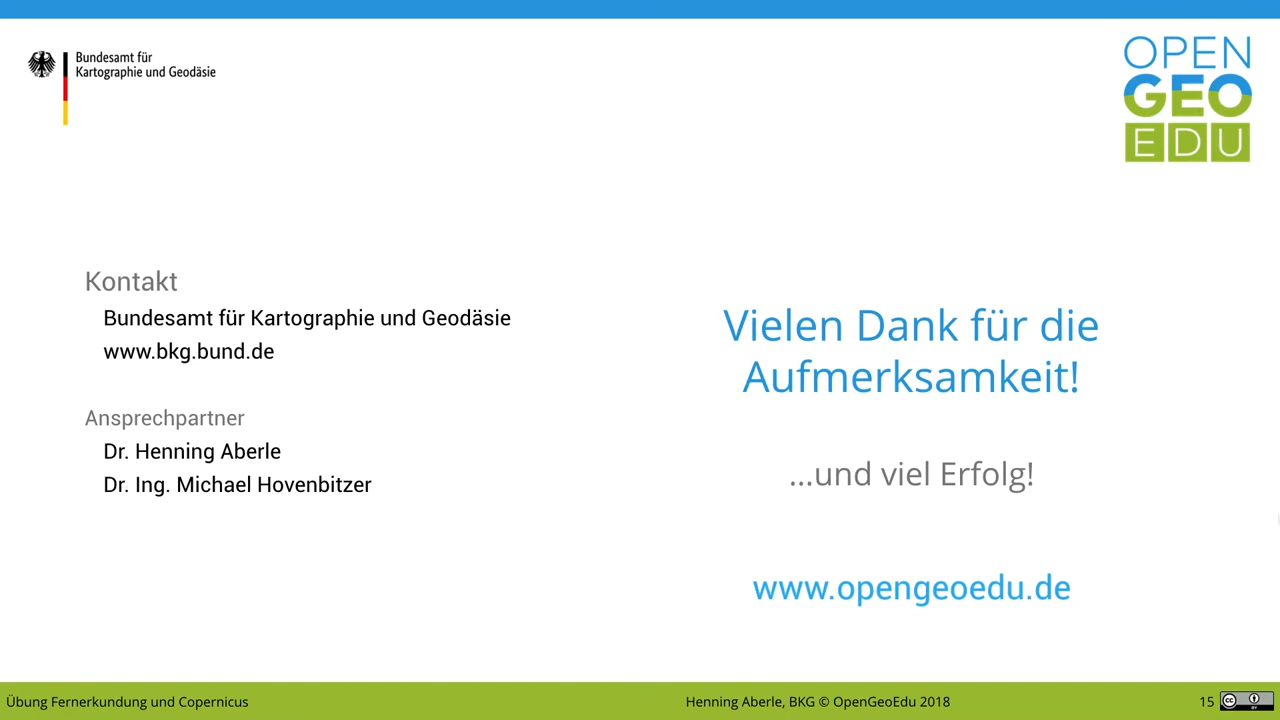 Bundesamt für
Kartographie und Geodäsie
OPEN
GEO
EDU
Kontakt
Bundesamt für Kartographie und Geodäsie
www.bkg.bund.de
Ansprechpartner
Dr. Henning Aberle
Dr. Ing. Michael Hovenbitzer
Vielen Dank für die
Aufmerksamkeit!
...und viel Erfolg!
www.opengeoedu.de
Übung Fernerkundung und Copernicus
Henning Aberle, BKG © OpenGeoEdu 2018
15
cc
BY